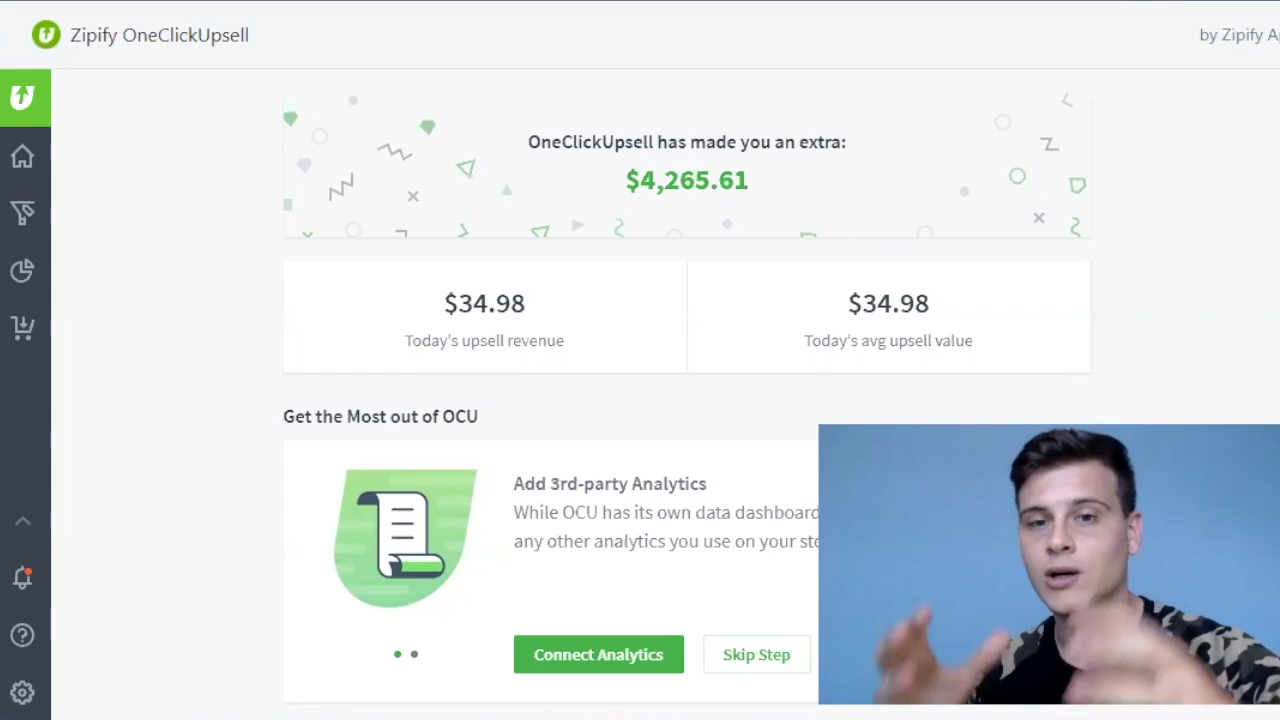 Zipify OneClickUpsell
by Zipify
OneClickUpsell has made you an extra:
$4,265.61
$34.98
Today's upsell revenue
$34.98
Today's avg upsell value
Get the Most out of OCU
Add 3rd-party Analytics
While OCU has its own data dashboard
any other analytics you use on your
Connect Analytics
Skip Step